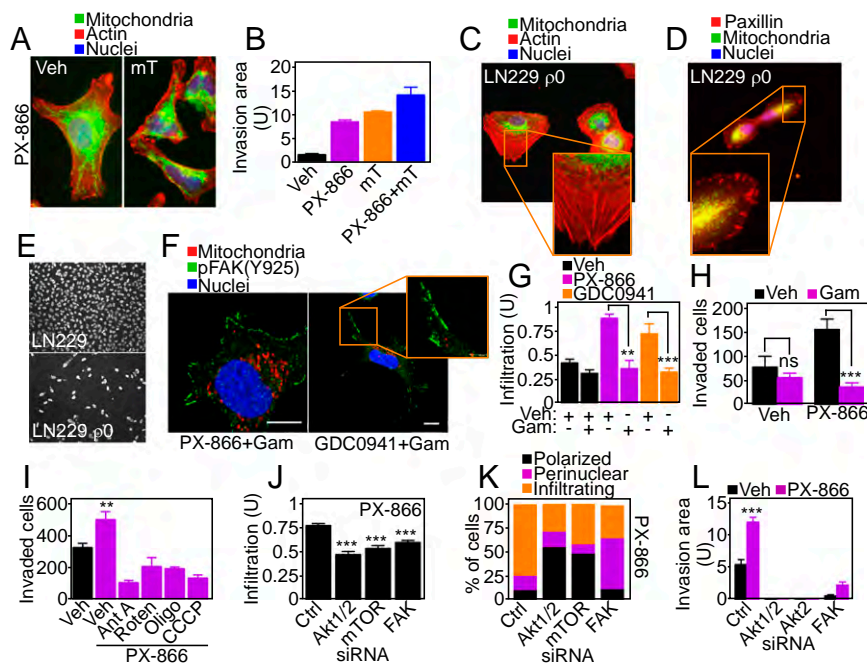 A
Mitochondria
Actin
Nuclei
Veh
mT
PX-866
B
Invasion area
(U)
20
15
10
5
0
Veh
PX-866
mT
PX-866+mT
C
Mitochondria
Actin
Nuclei
LN229 ρ0
D
Paxillin
Mitochondria
Nuclei
LN229 ρ0
E
LN229
LN229 ρ0
F
Mitochondria
pFAK(Y925)
Nuclei
PX-866+Gam
GDC0941+Gam
G
Veh
PX-866
GDC0941
Infiltration (U)
1
0.75
0.5
0.25
0
**
***
Veh: + + + - + -
Gam: - + - + - +
H
Veh Gam
Invaded cells
200
150
100
50
0
ns
***
Veh PX-866
I
Invaded cells
600
400
200
0
**
Veh
Veh
Ant A
Roten
Oligo
CCCP
PX-866
J
Infiltration (U)
1
0.75
0.5
0.25
0
PX-866
*** *** ***
Ctrl
Akt1/2
mTOR
FAK
siRNA
K
Polarized
Perinuclear
Infiltrating
% of cells
100
75
50
25
0
PX-866
Ctrl
Akt1/2
mTOR
FAK
siRNA
L
Veh PX-866
Invasion area
(U)
15
10
5
0
***
Ctrl
Akt1/2
Akt2
FAK
siRNA